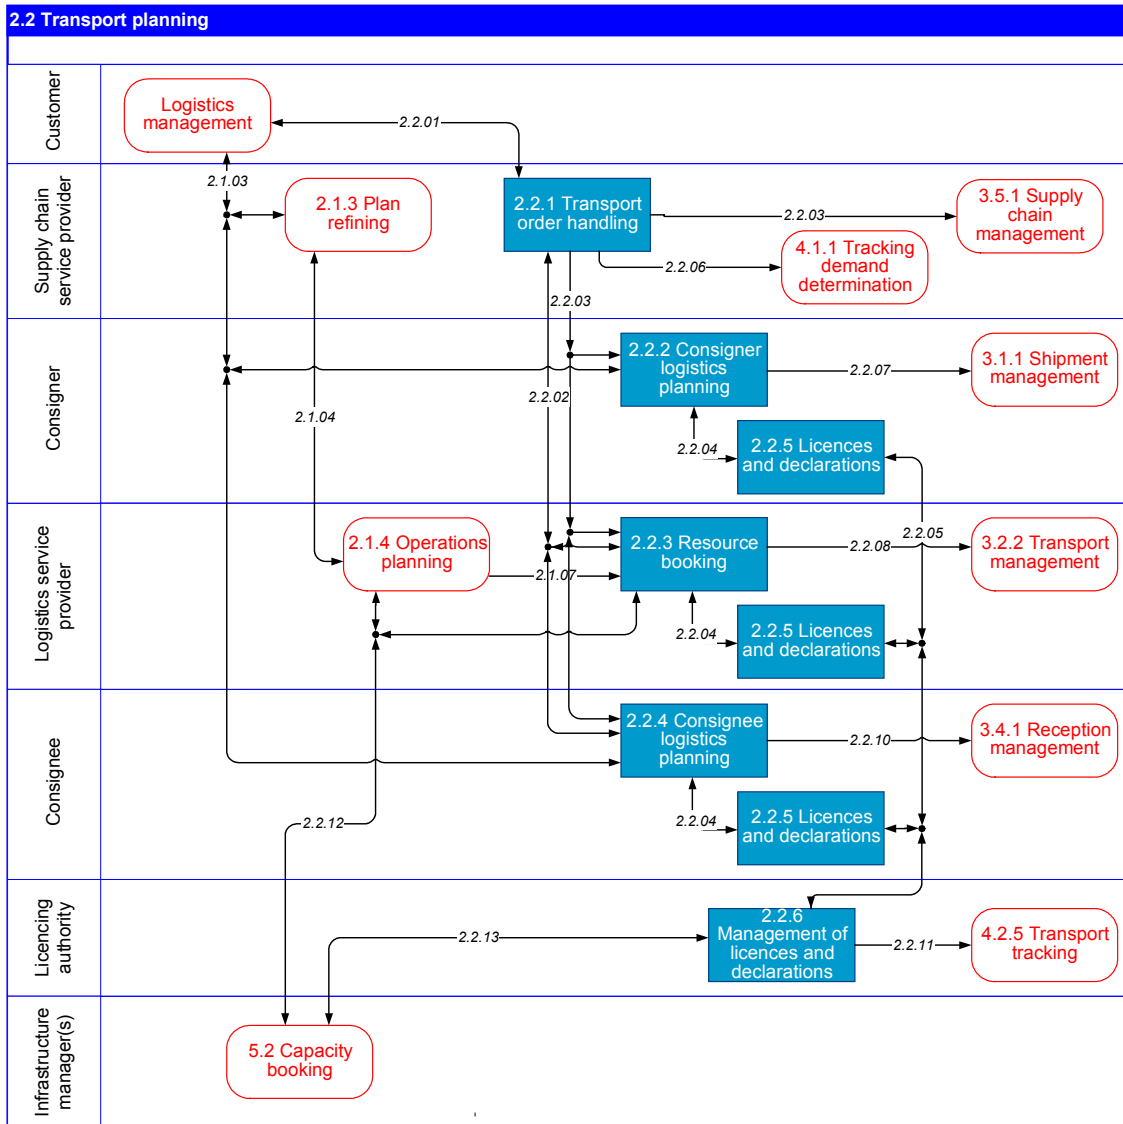 2.2 Transport planning
Customer
Logistics
management
2.2.01
2.1.03
Supply chain
service provider
2.1.3 Plan
refining
2.2.1 Transport
order handling
2.2.03
3.5.1 Supply
chain
management
2.2.06
4.1.1 Tracking
demand
determination
2.2.03
Consigner
2.2.2 Consigner
logistics
planning
2.2.07
3.1.1 Shipment
management
2.2.02
2.1.04
2.2.04
2.2.5 Licences
and declarations
Logistics service
provider
2.1.4 Operations
planning
2.1.07
2.2.3 Resource
booking
2.2.08
2.2.05
3.2.2 Transport
management
2.2.04
2.2.5 Licences
and declarations
Consignee
2.2.4 Consignee
logistics
planning
2.2.10
3.4.1 Reception
management
2.2.12
2.2.04
2.2.5 Licences
and declarations
Licencing
authority
2.2.13
2.2.6
Management of
licences and
declarations
2.2.11
4.2.5 Transport
tracking
Infrastructure
manager(s)
5.2 Capacity
booking